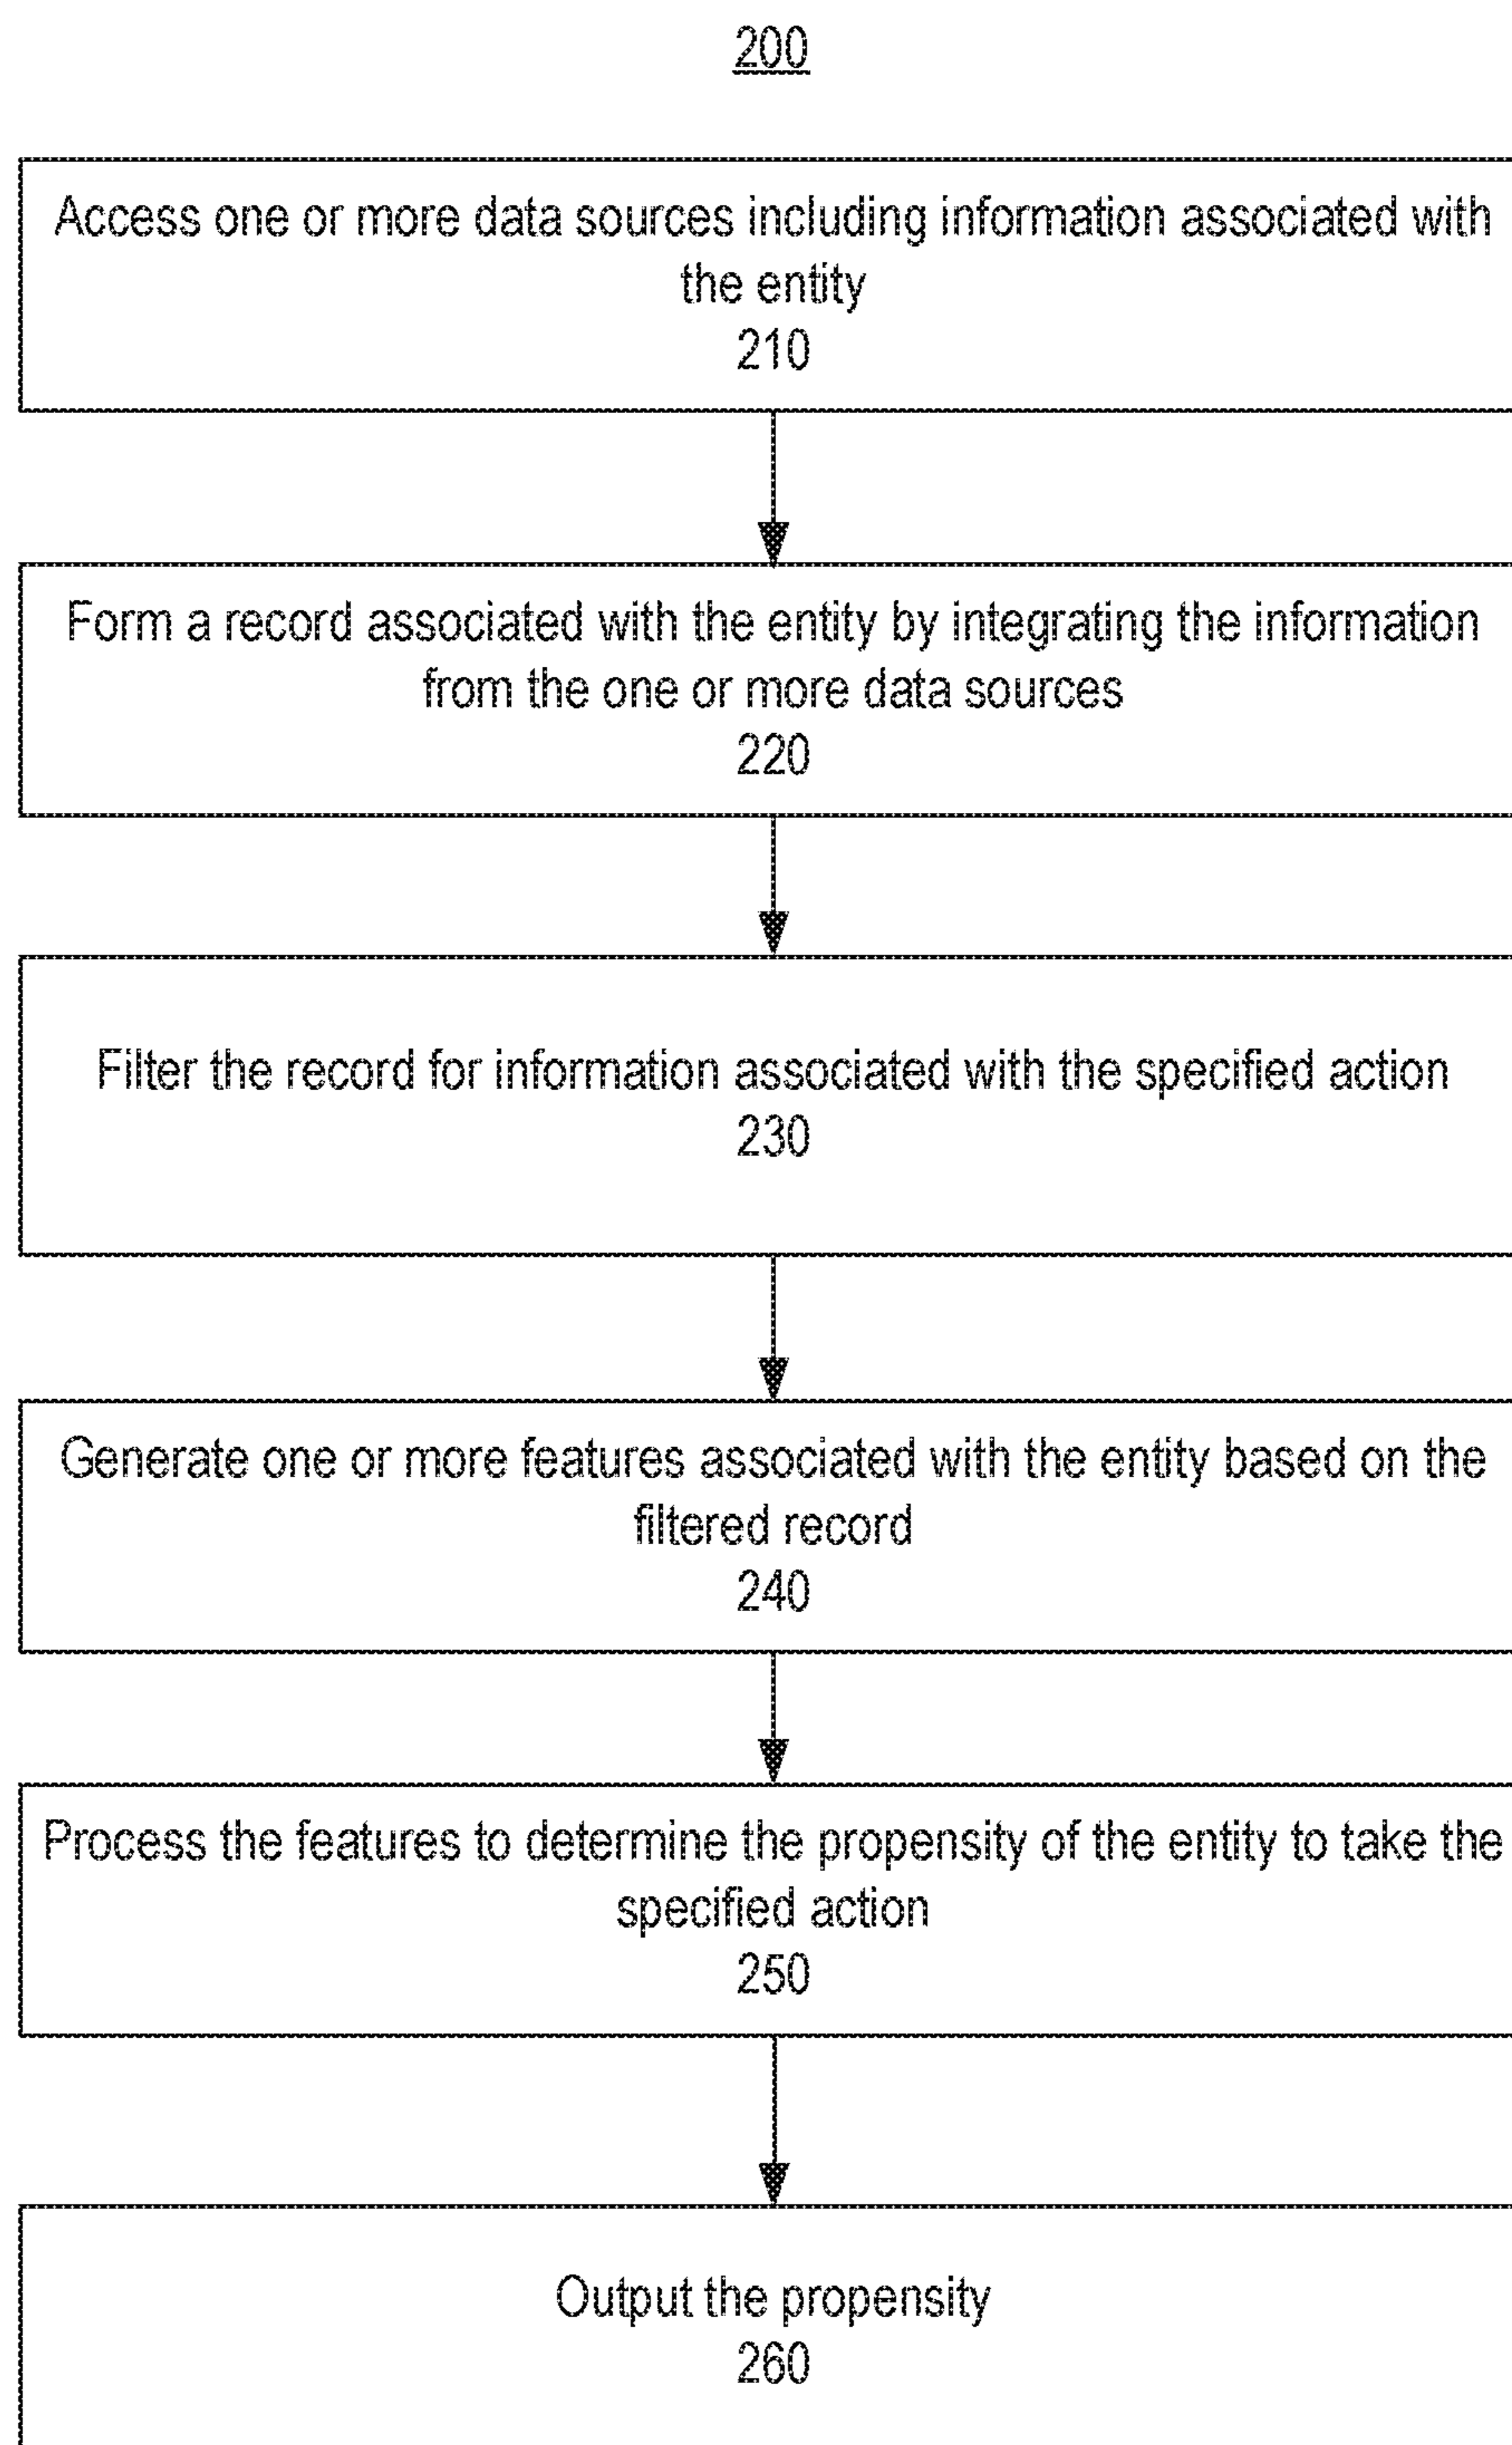 200
Access one or more data sources including information associated with
the entity
210
Form a record associated with the entity by integrating the information
from the one or more data sources
220
Filter the record for information associated with the specified action
230
Generate one or more features associated with the entity based on the
filtered record
240
Process the features to determine the propensity of the entity to take the
specified action
250
Output the propensity
260